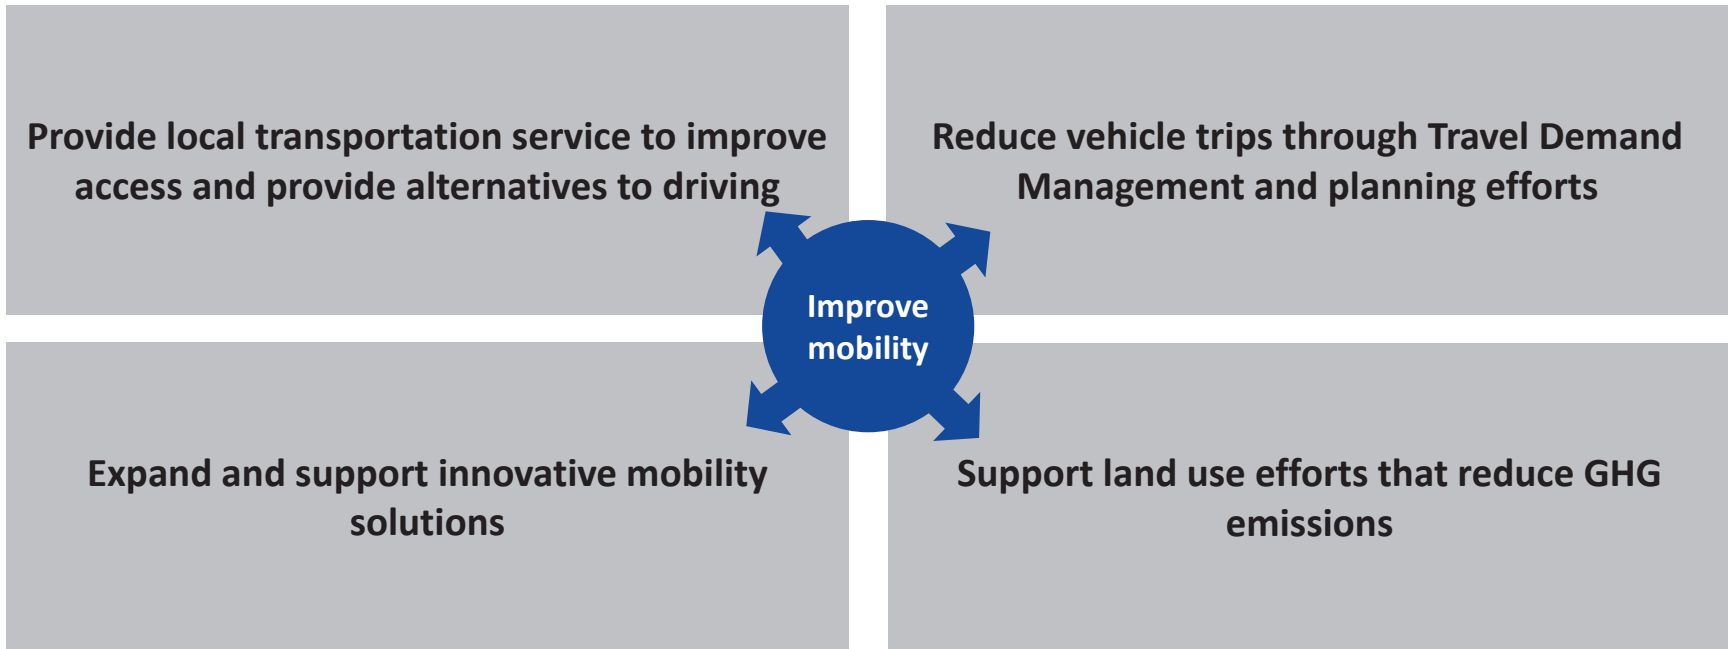 Provide local transportation service to improve
access and provide alternatives to driving
Reduce vehicle trips through Travel Demand
Management and planning efforts
Improve
mobility
Expand and support innovative mobility
solutions
Support land use efforts that reduce GHG
emissions